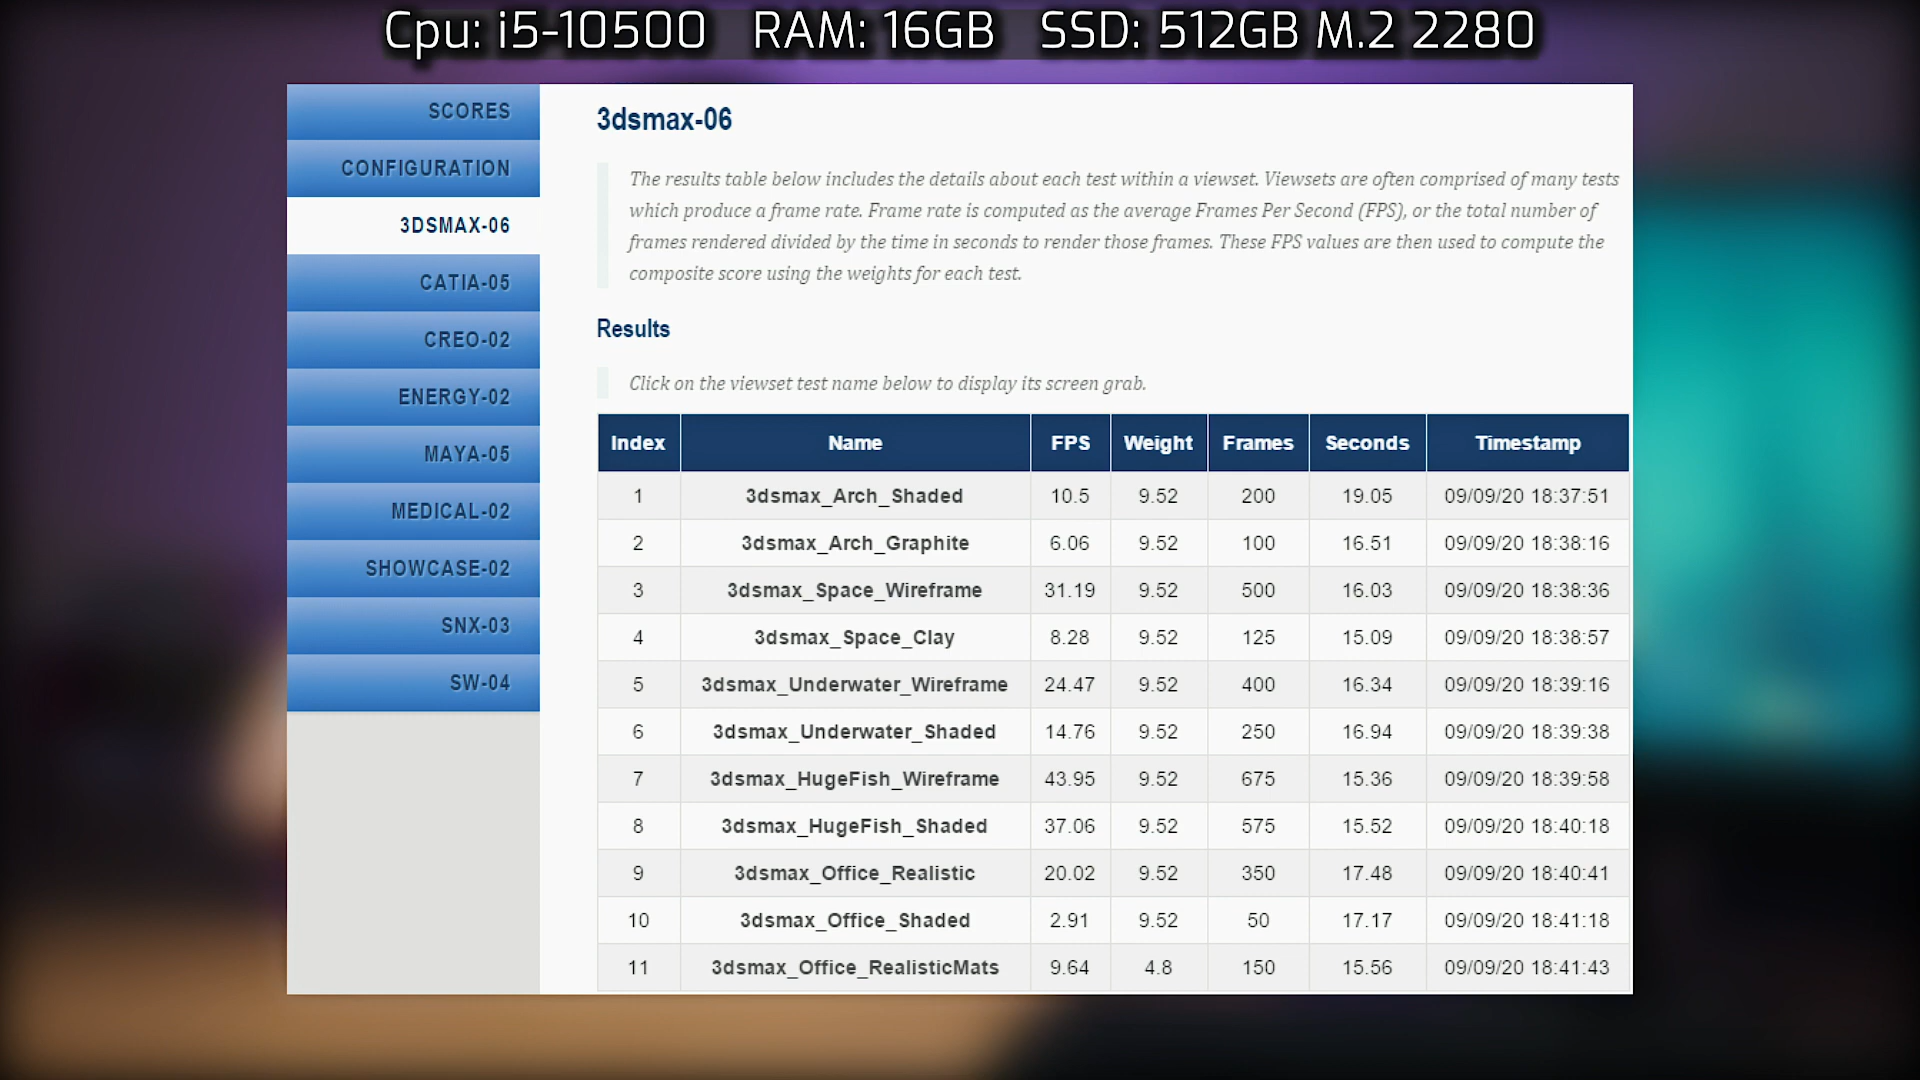 Cpu: i5-10500 RAM: 16GB SSD: 512GB M.2 2280
SCORES
CONFIGURATION
3DSMAX-06
CATIA-05
CREO-02
ENERGY-02
MAYA-05
MEDICAL-02
SHOWCASE-02
SNX-03
SW-04
3dsmax-06
The results table below includes the details about each test within a viewset. Viewsets are often comprised of many tests
which produce a frame rate. Frame rate is computed as the average Frames Per Second (FPS), or the total number of
frames rendered divided by the time in seconds to render those frames. These FPS values are then used to compute the
composite score using the weights for each test.
Results
Click on the viewset test name below to display its screen grab.
Index Name FPS Weight Frames Seconds Timestamp
1 3dsmax_Arch_Shaded 10.5 9.52 200 19.05 09/09/20 18:37:51
2 3dsmax_Arch_Graphite 6.06 9.52 100 16.51 09/09/20 18:38:16
3 3dsmax_Space_Wireframe 31.19 9.52 500 16.03 09/09/20 18:38:36
4 3dsmax_Space_Clay 8.28 9.52 125 15.09 09/09/20 18:38:57
5 3dsmax_Underwater_Wireframe 24.47 9.52 400 16.34 09/09/20 18:39:16
6 3dsmax_Underwater_Shaded 14.76 9.52 250 16.94 09/09/20 18:39:38
7 3dsmax_HugeFish_Wireframe 43.95 9.52 675 15.36 09/09/20 18:39:58
8 3dsmax_HugeFish_Shaded 37.06 9.52 575 15.52 09/09/20 18:40:18
9 3dsmax_Office_Realistic 20.02 9.52 350 17.48 09/09/20 18:40:41
10 3dsmax_Office_Shaded 2.91 9.52 50 17.17 09/09/20 18:41:18
11 3dsmax_Office_RealisticMats 9.64 4.8 150 15.56 09/09/20 18:41:43